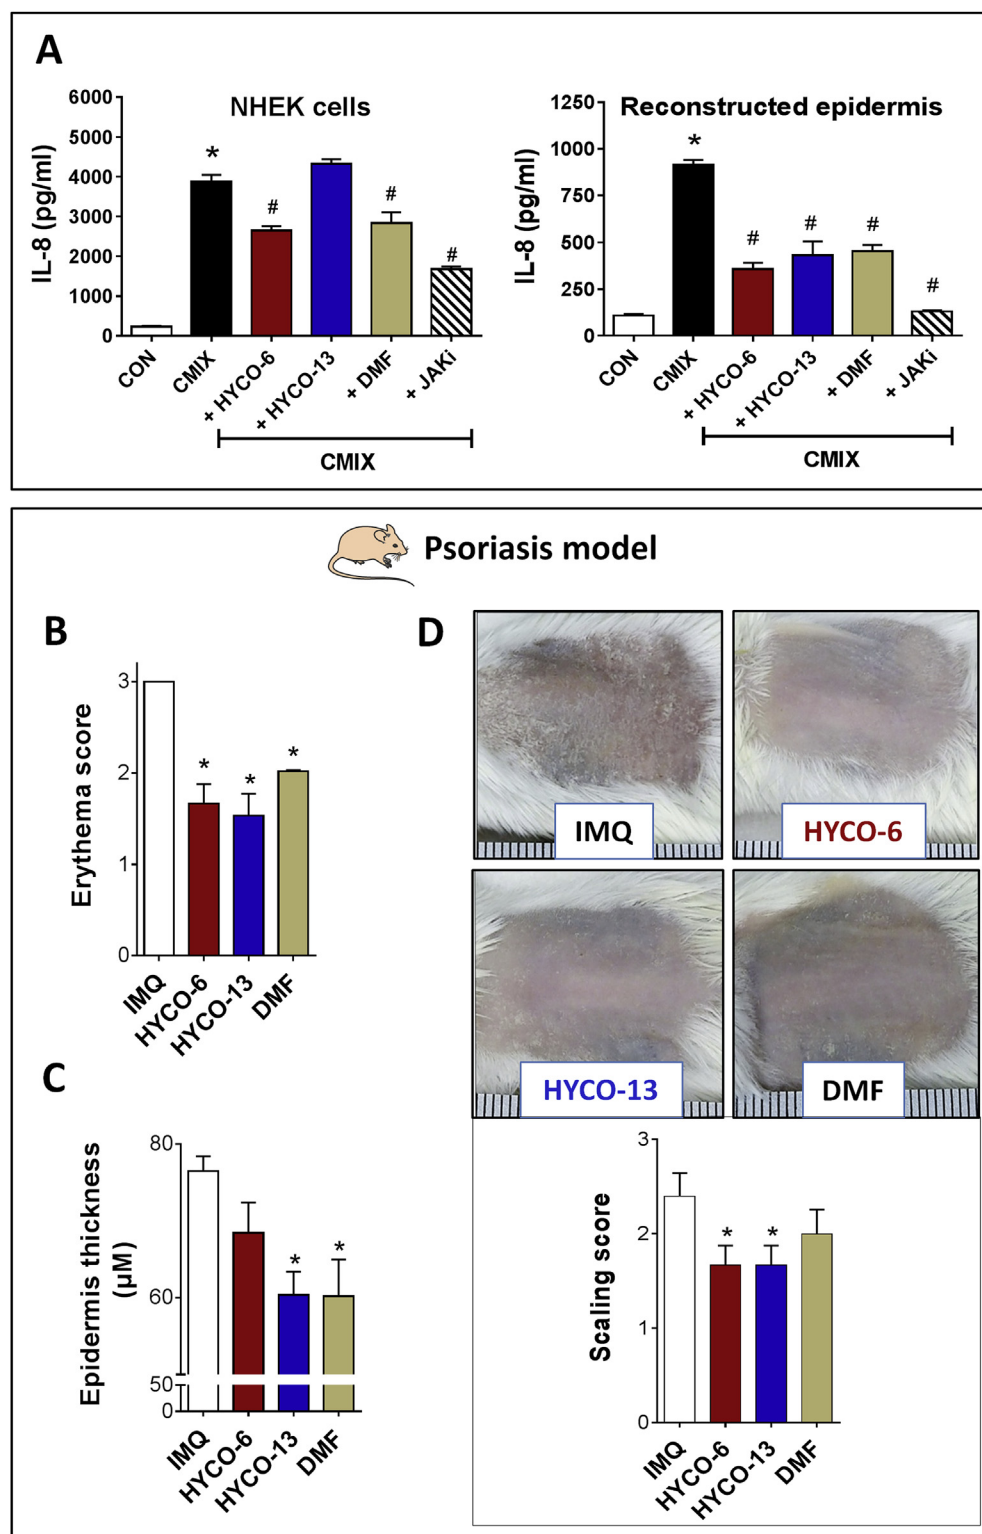 A
NHEK cells
IL-8 (pg/ml)
6000
5000
4000
3000
2000
1000
0
*
#
#
#
CON
CMIX
+ HYCO-6
+ HYCO-13
+ DMF
+ JAKi
CMIX
Reconstructed epidermis
IL-8 (pg/ml)
1250
1000
750
500
250
0
*
#
#
#
#
CON
CMIX
+ HYCO-6
+ HYCO-13
+ DMF
+ JAKi
CMIX
Psoriasis model
B
Erythema score
3
2
1
0
*
*
*
IMQ
HYCO-6
HYCO-13
DMF
C
Epidermis thickness
(µM)
80
60
50
0
*
*
IMQ
HYCO-6
HYCO-13
DMF
D
IMQ
HYCO-6
HYCO-13
DMF
Scaling score
3
2
1
0
*
*
IMQ
HYCO-6
HYCO-13
DMF